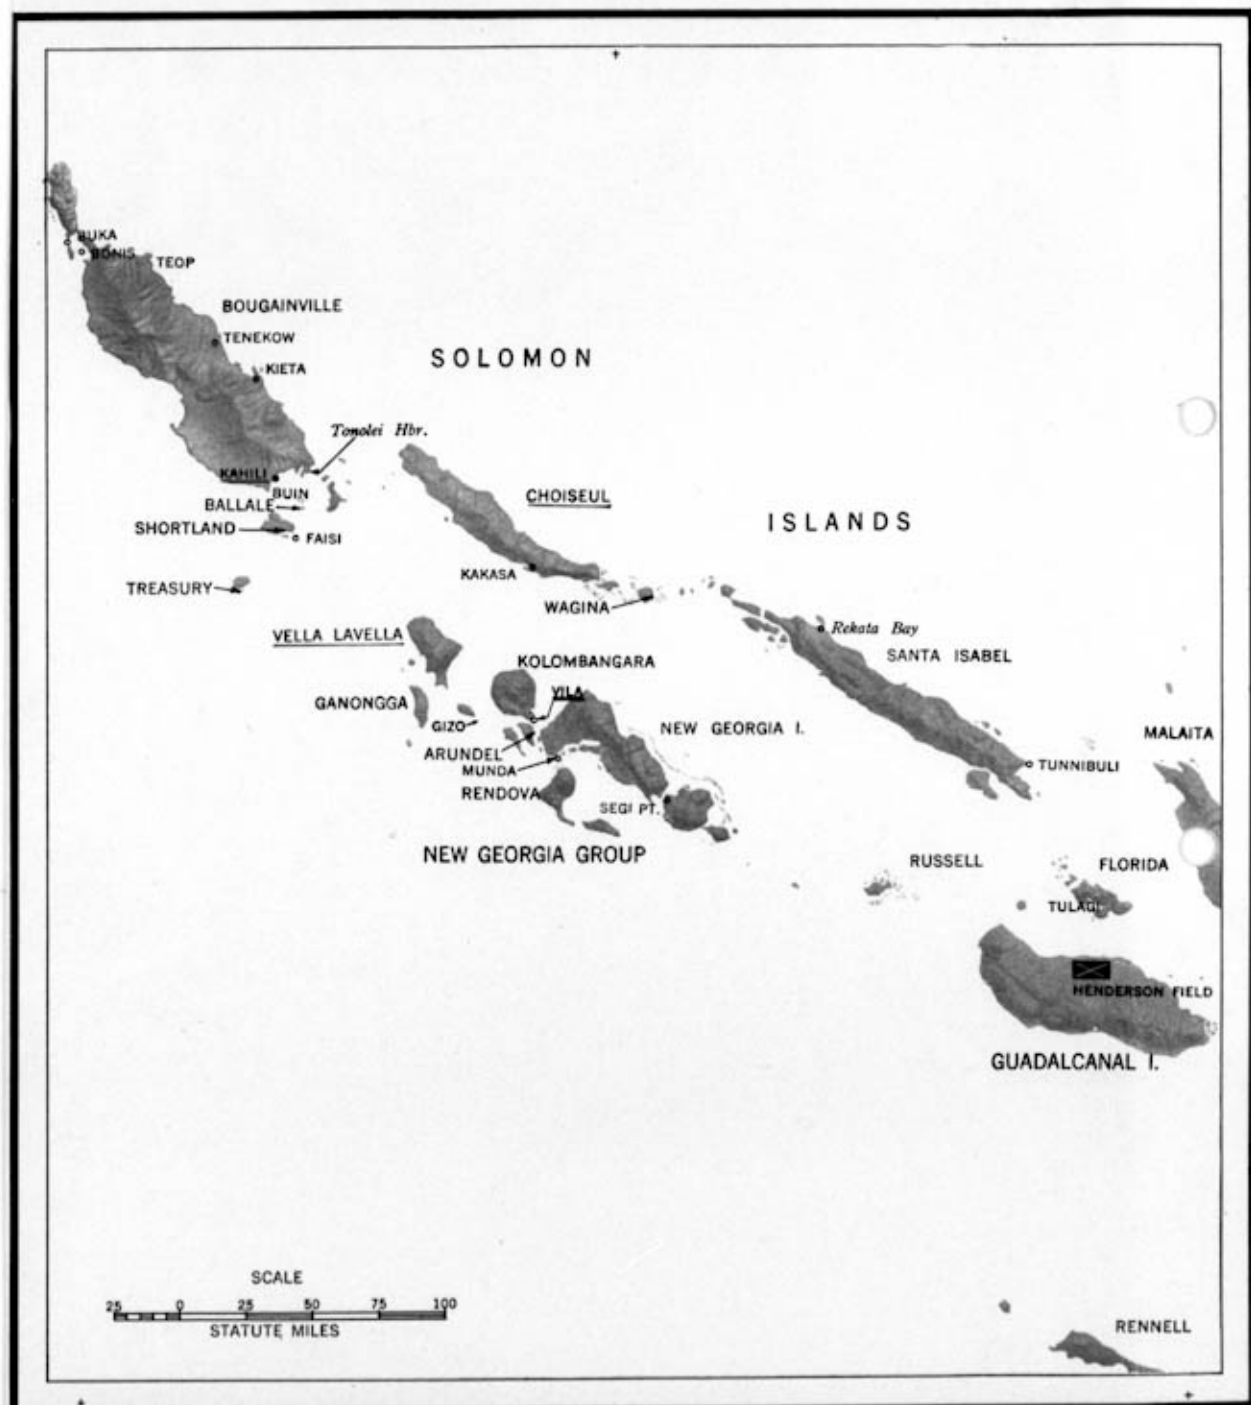 BUKA
BONIS
TEOP
BOUGAINVILLE
TENEKOW
SOLOMON
KIETA
Tonolei Hbr.
KAHILI
BUIN
CHOISEUL
BALLALE
ISLANDS
SHORTLAND
FAISI
KAKASA
TREASURY
WAGINA
Rekata Bay
VELLA LAVELLA
SANTA ISABEL
KOLOMBANGARA
VILA
GANONGGA
GIZO
NEW GEORGIA I.
MALAITA
ARUNDEL
TUNNIBULI
MUNDA
RENDOVA
SEGI PT.
NEW GEORGIA GROUP
RUSSELL
FLORIDA
TULAGI
HENDERSON FIELD
GUADALCANAL I.
SCALE
25 0 25 50 75 100
STATUTE MILES
RENNELL